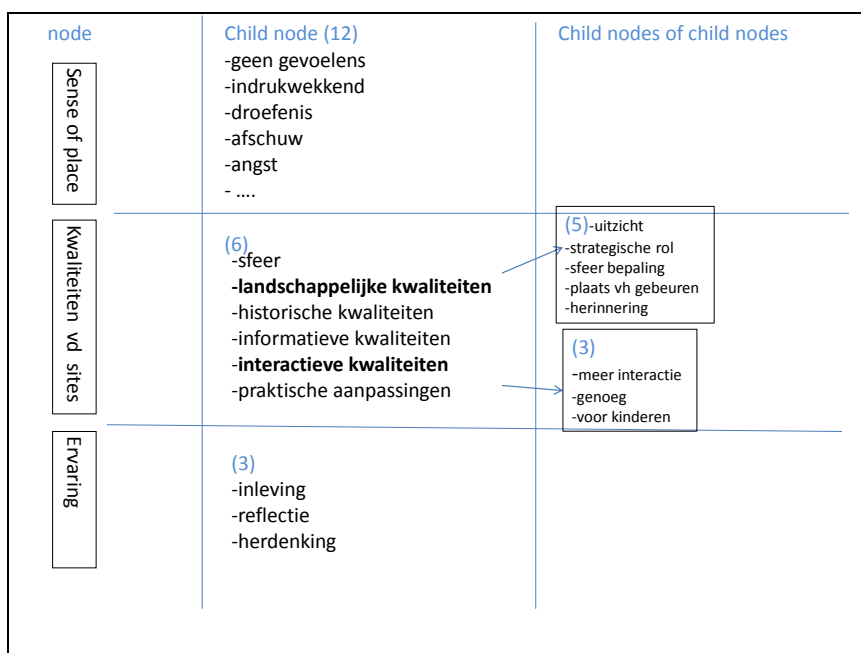 node
Child node (12)
Child nodes of child nodes
Sense of place
-geen gevoelens
-indrukwekkend
-droefenis
-afschuw
-angst
- ....
Kwaliteiten vd sites
(6)
-sfeer
-landschappelijke kwaliteiten
-historische kwaliteiten
-informatieve kwaliteiten
-interactieve kwaliteiten
-praktische aanpassingen
(5)-uitzicht
-strategische rol
-sfeer bepaling
-plaats vh gebeuren
-herinnering
(3)
-meer interactie
-genoeg
-voor kinderen
Ervaring
(3)
-inleving
-reflectie
-herdenking